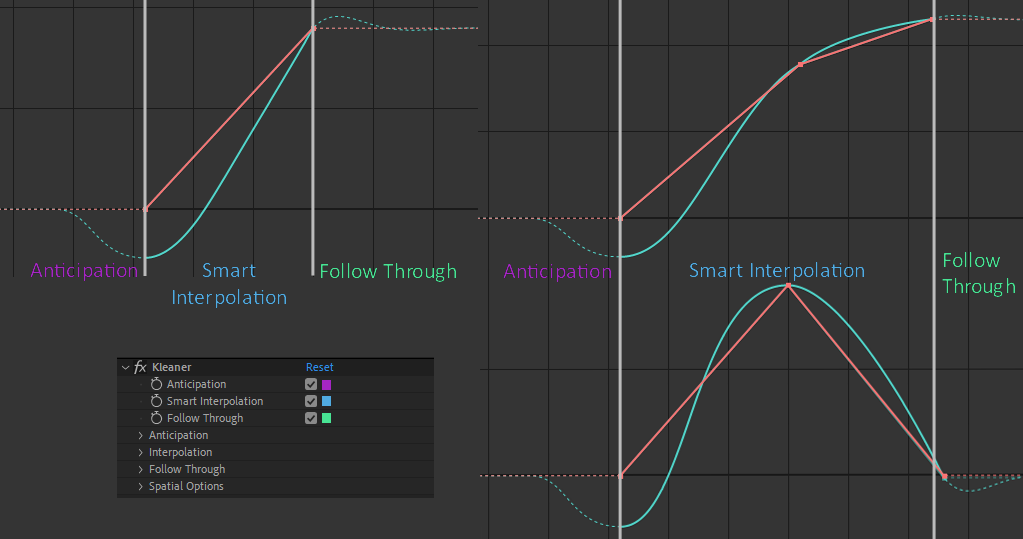 Anticipation
Smart
Interpolation
Follow Through
Anticipation
Smart Interpolation
Follow
Through
fx Kleaner Reset
Anticipation
Smart Interpolation
Follow Through
Anticipation
Interpolation
Follow Through
Spatial Options